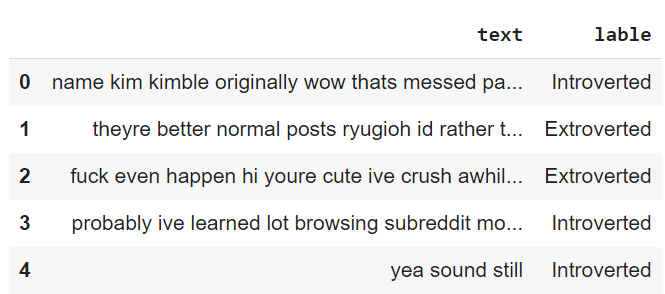 text lable
0 name kim kimble originally wow thats messed pa... Introverted
1 theyre better normal posts ryugioh id rather t... Extroverted
2 fuck even happen hi youre cute ive crush awhil... Extroverted
3 probably ive learned lot browsing subreddit mo... Introverted
4 yea sound still Introverted